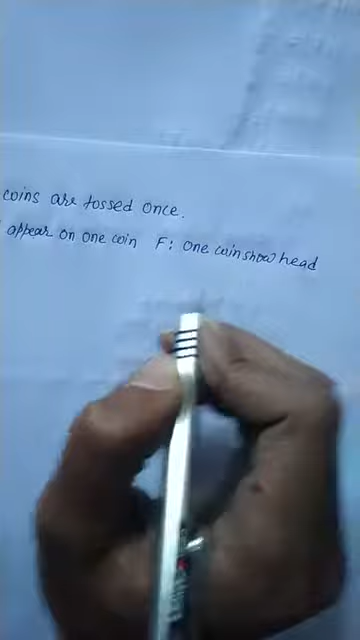 coins are tossed once.
appear on one coin F: One coin show head